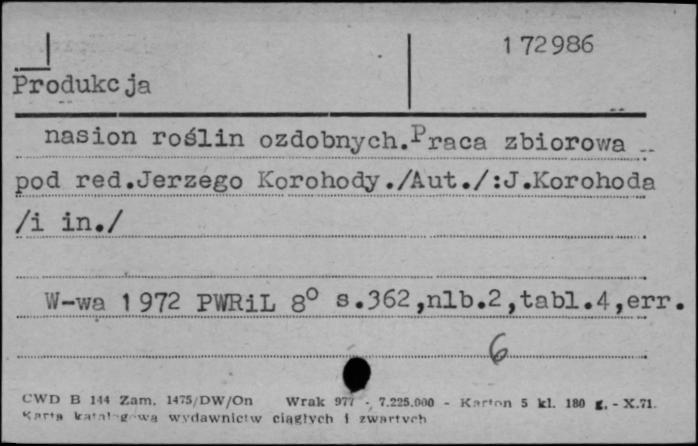 172986
Produkcja
nasion roślin ozdobnych.Praca zbiorowa
pod red.Jerzego Korohody./Aut./:J.Korohoda
/i in./
W-wa 1972 PWRiL 8° s.362,nlb.2,tabl.4,err.
6
CWD B 144 Zam. 1475/DW/On Wrak 977 - 7.225.000 - Karton 5 kl. 180 g. - X.71.
Karta katalogowa wydawnictw ciągłych i zwartych